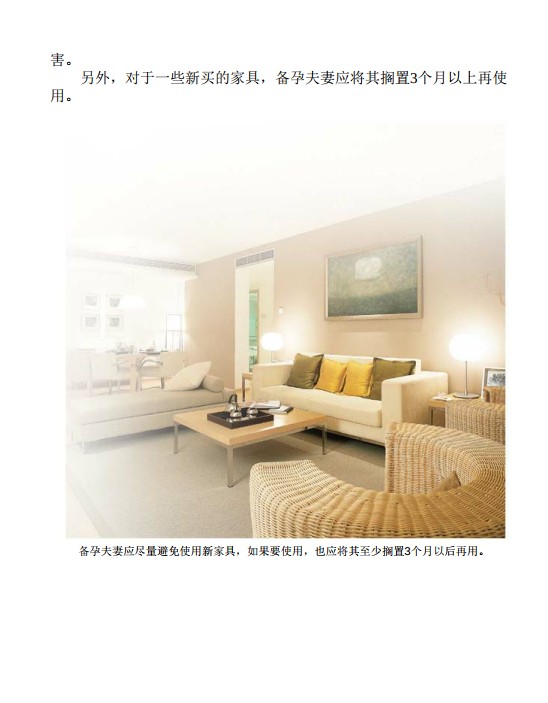 害。
另外，对于一些新买的家具，备孕夫妻应将其搁置3个月以上再使
用。
备孕夫妻应尽量避免使用新家具，如果要使用，也应将其至少搁置3个月以后再用。